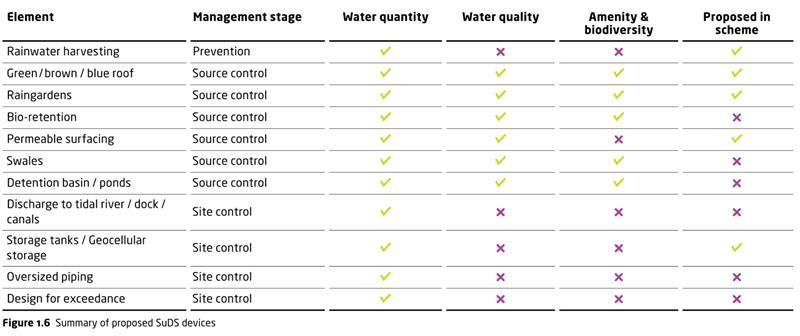 Element Management stage Water quantity Water quality Amenity & biodiversity Proposed in scheme
Rainwater harvesting Prevention ✓ ✗ ✗ ✓
Green / brown / blue roof Source control ✓ ✓ ✓ ✓
Raingardens Source control ✓ ✓ ✓ ✓
Bio-retention Source control ✓ ✓ ✓ ✗
Permeable surfacing Source control ✓ ✓ ✗ ✓
Swales Source control ✓ ✓ ✓ ✗
Detention basin / ponds Source control ✓ ✓ ✓ ✗
Discharge to tidal river / dock / canals Site control ✓ ✗ ✗ ✗
Storage tanks / Geocellular storage Site control ✓ ✗ ✗ ✓
Oversized piping Site control ✓ ✗ ✗ ✗
Design for exceedance Site control ✓ ✗ ✗ ✗
Figure 1.6 Summary of proposed SuDS devices